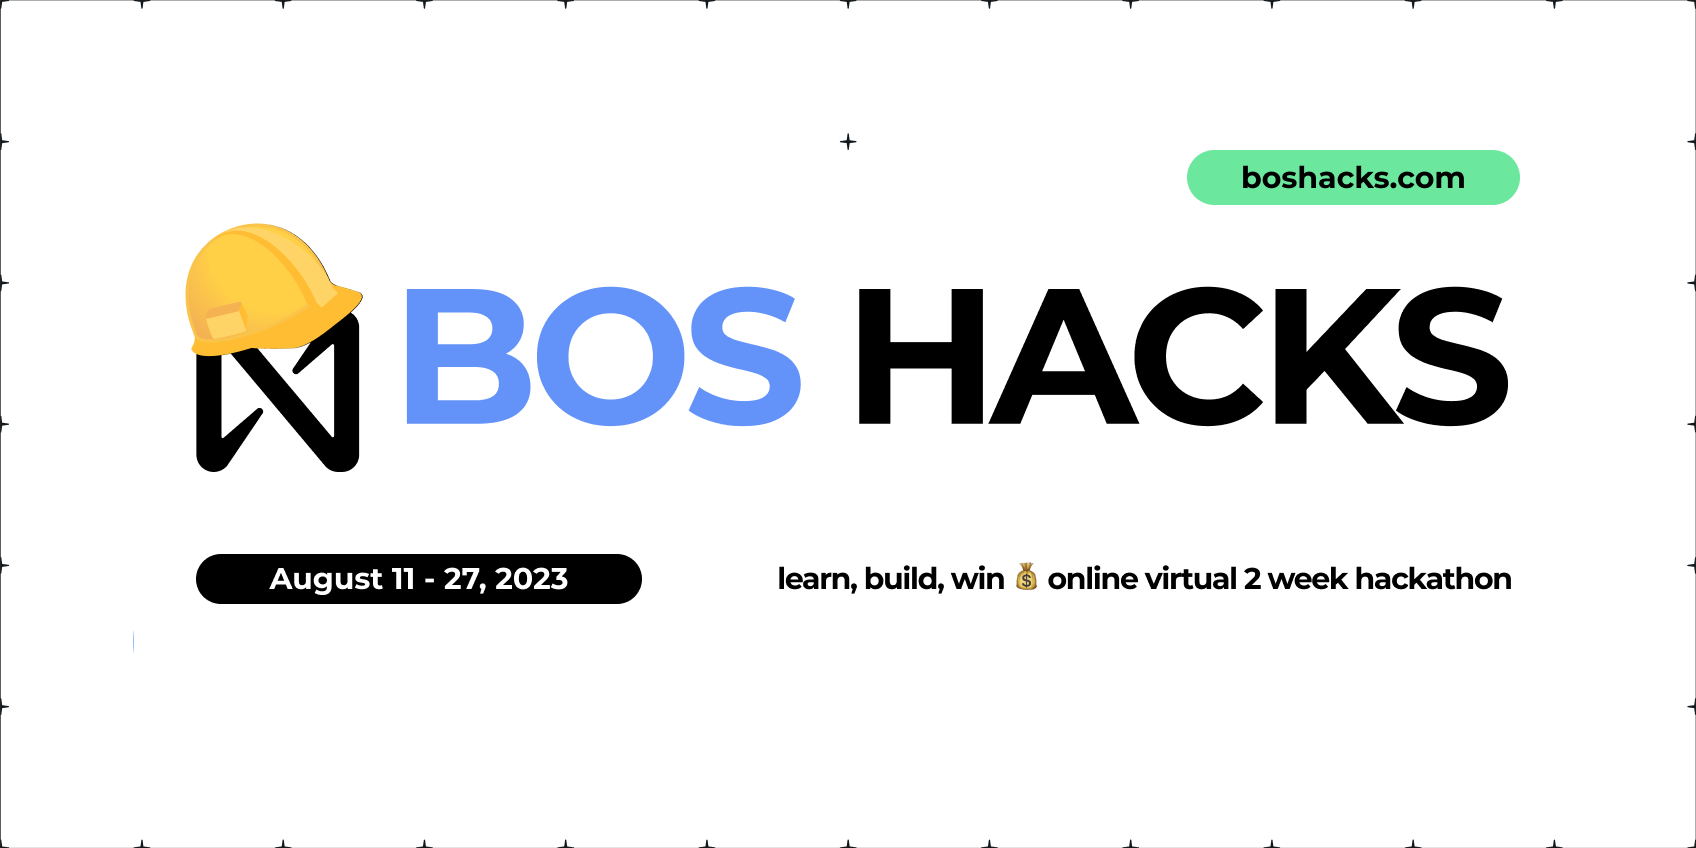 boshacks.com
BOS HACKS
August 11 - 27, 2023
learn, build, win 💰 online virtual 2 week hackathon